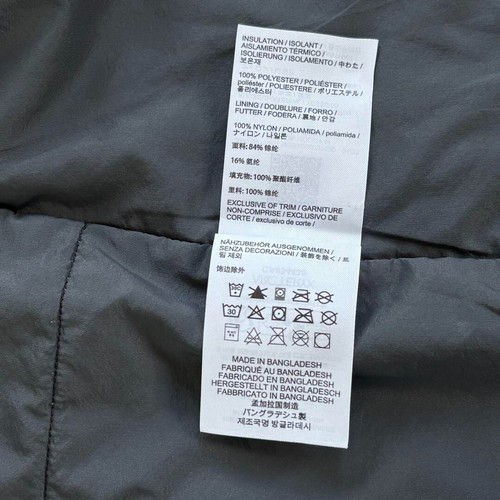 INSULATION / ISOLANT /
AISLAMIENTO TÉRMICO /
ISOLIERUNG / ISOLAMENTO / 中わた /
보온재
100% POLYESTER / POLIÉSTER /
poliéster / POLIESTERE / ポリエステル /
폴리에스터
LINING / DOUBLURE / FORRO /
FUTTER / FODERA / 裏地 / 안감
100% NYLON / POLIAMIDA / poliamida /
ナイロン / 나일론
面料: 84% 锦纶
16% 氨纶
填充物: 100% 聚酯纤维
里料: 100% 锦纶
EXCLUSIVE OF TRIM / GARNITURE
NON-COMPRISE / EXCLUSIVO DE
CORTE / exclusivo de corte /
NÄHZUBEHÖR AUSGENOMMEN /
SENZA DECORAZIONI / 装飾を除く / 트
림 제외
饰边除外
30
MADE IN BANGLADESH
FABRIQUÉ AU BANGLADESH
FABRICADO EN BANGLADESH
HERGESTELLT IN BANGLADESCH
FABBRICATO IN BANGLADESH
孟加拉国制造
バングラデシュ製
제조국명 방글라데시